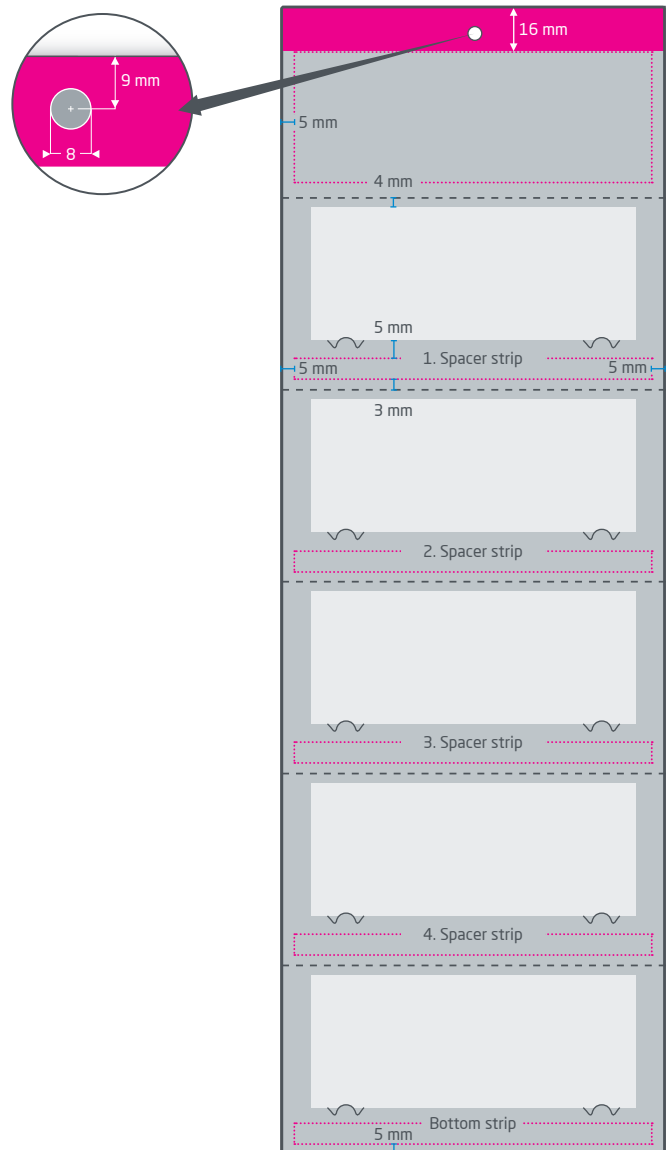 16 mm
9 mm
8
5 mm
4 mm
5 mm
1. Spacer strip
5 mm
5 mm
3 mm
2. Spacer strip
3. Spacer strip
4. Spacer strip
Bottom strip
5 mm